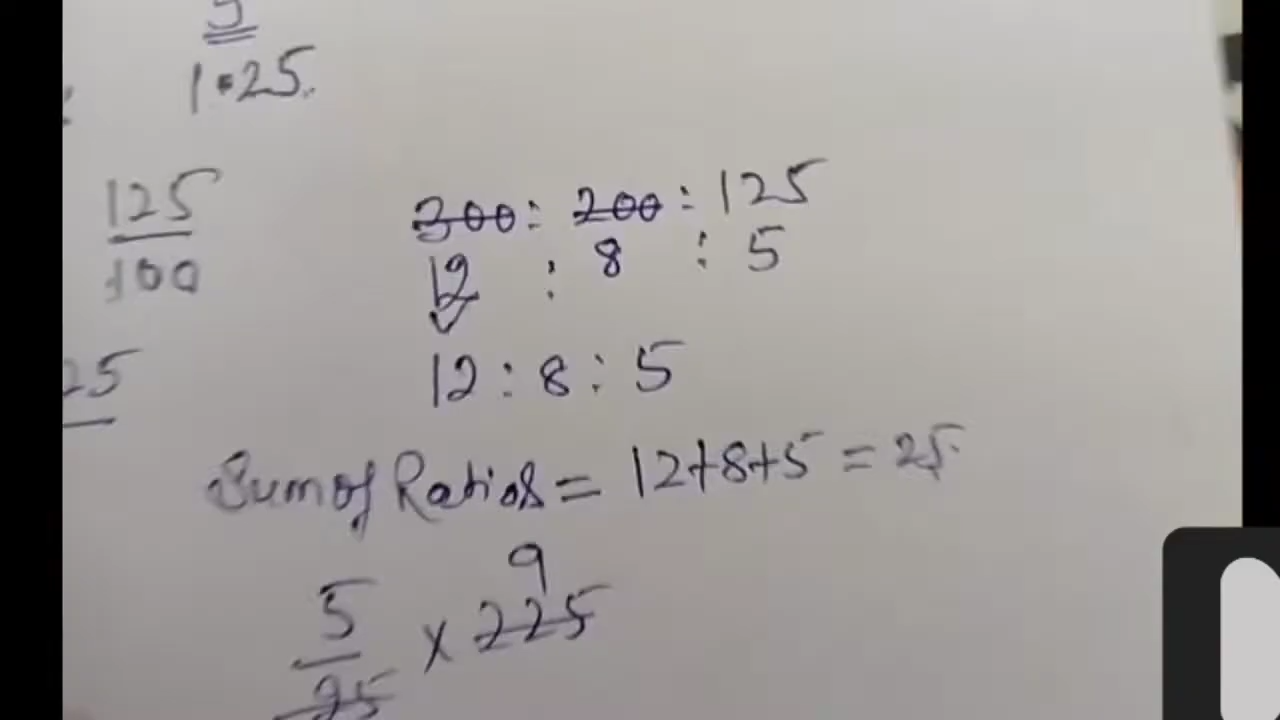 5
1.25.
125
100
25
300 : 200 : 125
12 : 8 : 5
12 : 8 : 5
Sum of Ratios = 12+8+5 = 25.
9
5 × 225
25